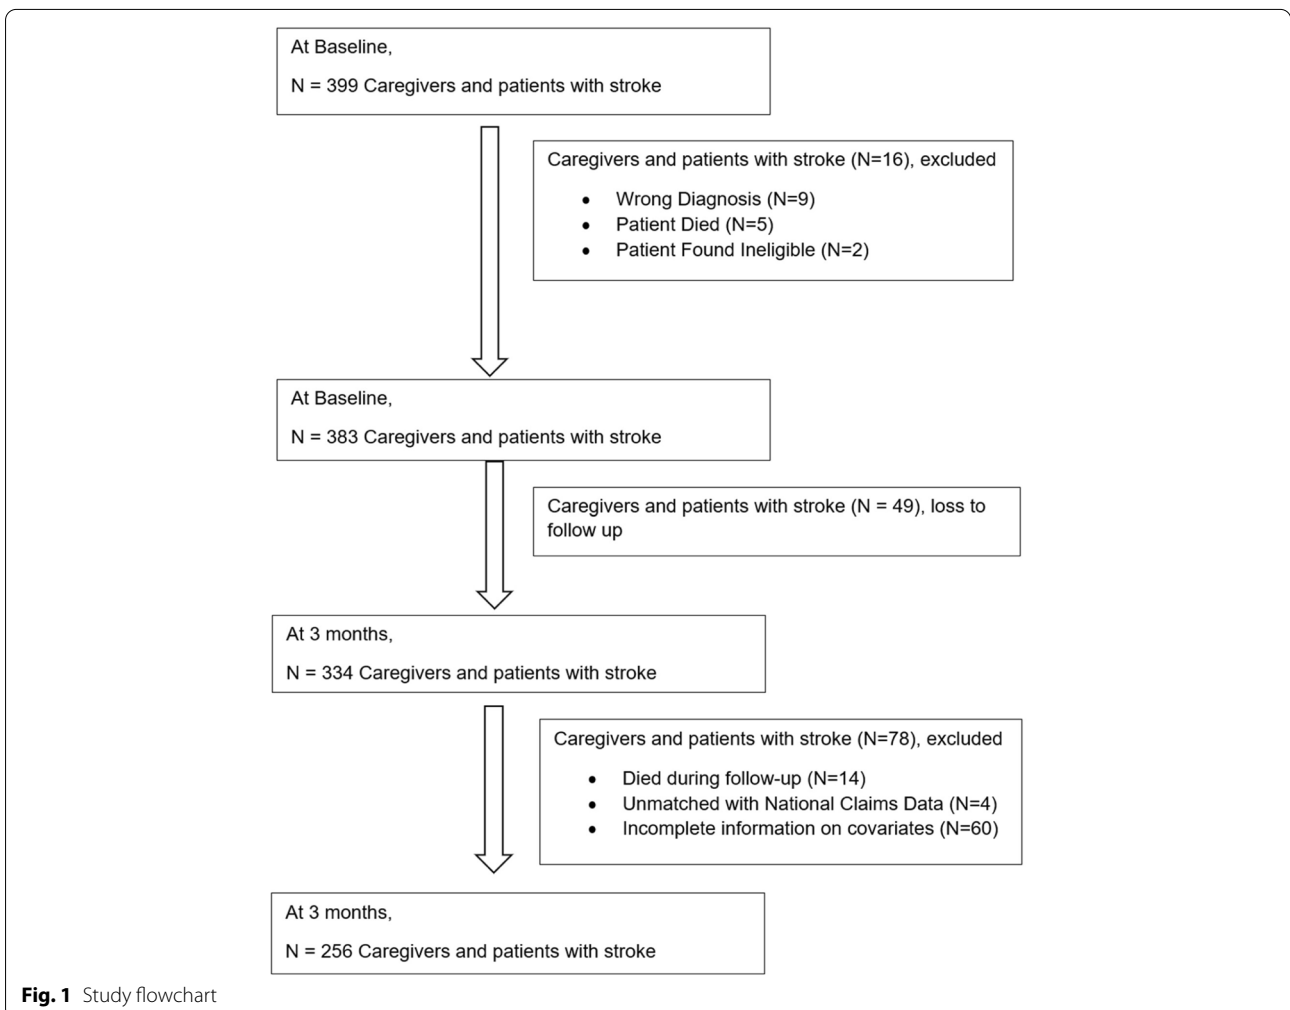 At Baseline,
N = 399 Caregivers and patients with stroke
Caregivers and patients with stroke (N=16), excluded
• Wrong Diagnosis (N=9)
• Patient Died (N=5)
• Patient Found Ineligible (N=2)
At Baseline,
N = 383 Caregivers and patients with stroke
Caregivers and patients with stroke (N = 49), loss to
follow up
At 3 months,
N = 334 Caregivers and patients with stroke
Caregivers and patients with stroke (N=78), excluded
• Died during follow-up (N=14)
• Unmatched with National Claims Data (N=4)
• Incomplete information on covariates (N=60)
At 3 months,
N = 256 Caregivers and patients with stroke
Fig. 1 Study flowchart